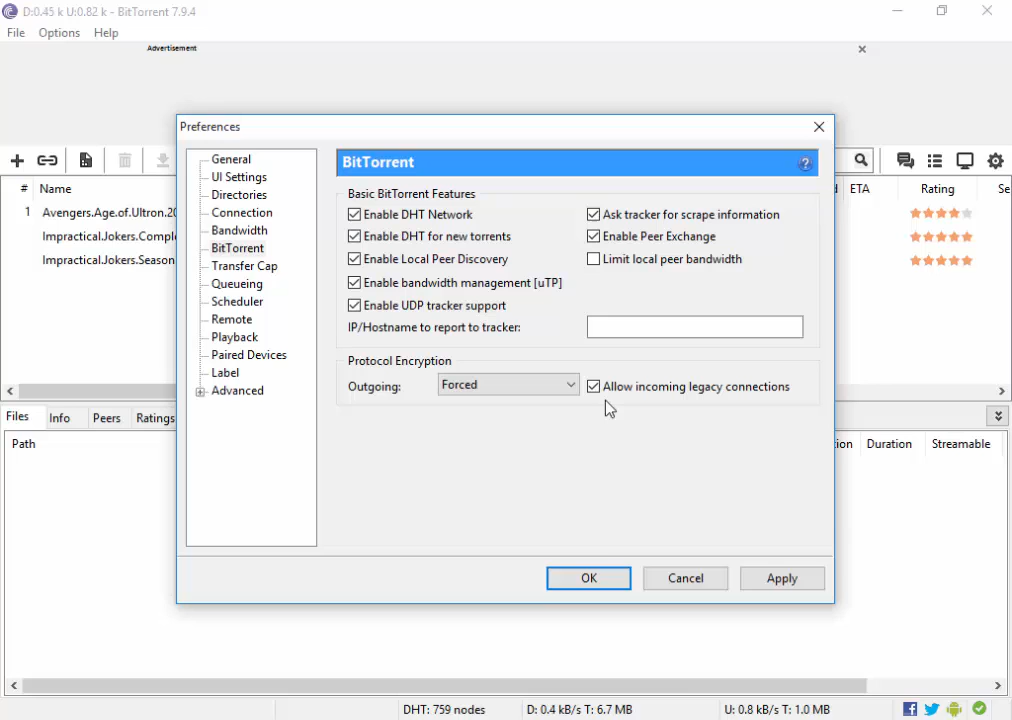 D:0.45 k U:0.82 k - BitTorrent 7.9.4
File Options Help
Advertisement
Preferences
# Name
ETA Rating Se
1 Avengers.Age.of.Ultron.20
Impractical.Jokers.Comple
Impractical.Jokers.Season
General
UI Settings
Directories
Connection
Bandwidth
BitTorrent
Transfer Cap
Queueing
Scheduler
Remote
Playback
Paired Devices
Label
Advanced
BitTorrent
Basic BitTorrent Features
Enable DHT Network
Ask tracker for scrape information
Enable DHT for new torrents
Enable Peer Exchange
Enable Local Peer Discovery
Limit local peer bandwidth
Enable bandwidth management [uTP]
Enable UDP tracker support
IP/Hostname to report to tracker:
Protocol Encryption
Outgoing: Forced
Allow incoming legacy connections
OK Cancel Apply
Files Info Peers Ratings
Path
ion Duration Streamable
DHT: 759 nodes D: 0.4 kB/s T: 6.7 MB U: 0.8 kB/s T: 1.0 MB